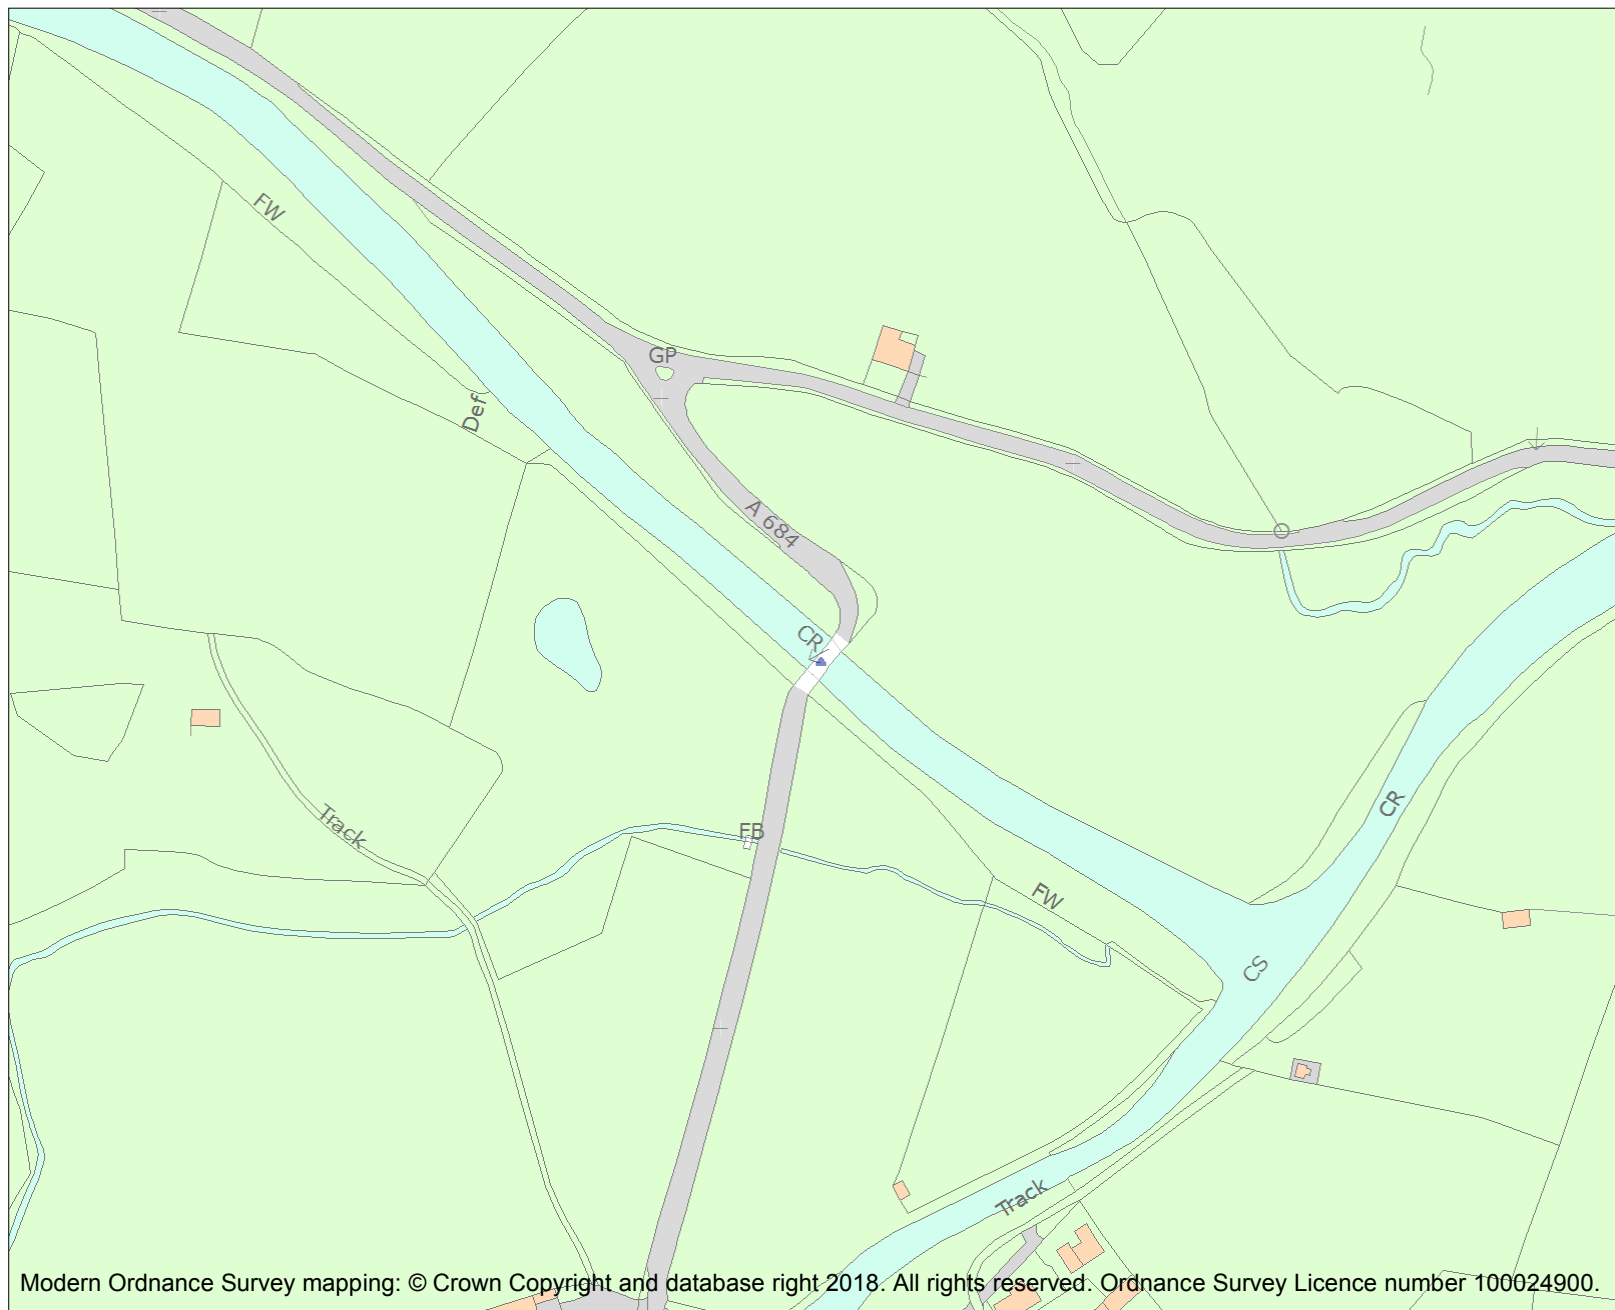 FW
GP
Def
A 684
CR
Track
FB
CR
FW
CS
Track
Modern Ordnance Survey mapping: © Crown Copyright and database right 2018. All rights reserved. Ordnance Survey Licence number 100024900.